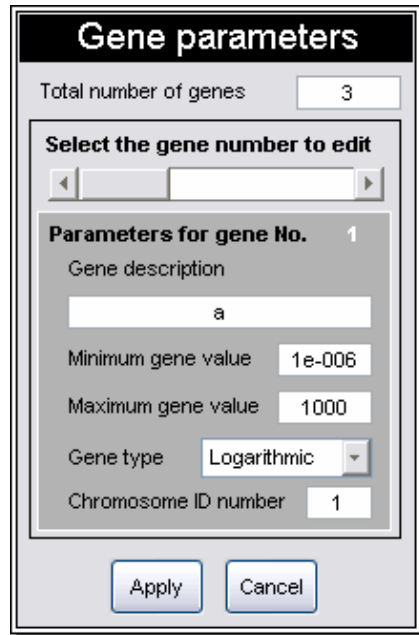 Gene parameters
Total number of genes 3
Select the gene number to edit
Parameters for gene No. 1
Gene description
a
Minimum gene value 1e-006
Maximum gene value 1000
Gene type Logarithmic
Chromosome ID number 1
Apply Cancel